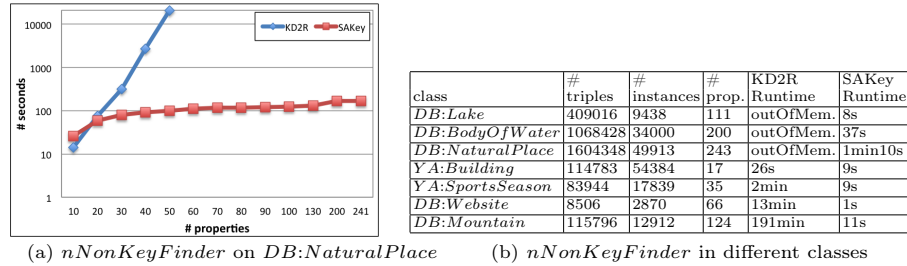 10000
1000
100
10
1
# seconds
KD2R SAKey
10 20 30 40 50 60 70 80 90 100 110 120 130 200 241
# properties
(a) nNonKeyFinder on DB:NaturalPlace
class # triples # instances # prop. KD2R Runtime SAKey Runtime
DB:Lake 409016 9438 111 outOfMem. 8s
DB:BodyOfWater 1068428 34000 200 outOfMem. 37s
DB:NaturalPlace 1604348 49913 243 outOfMem. 1min10s
YA:Building 114783 54384 17 26s 9s
YA:SportsSeason 83944 17839 35 2min 9s
DB:Website 8506 2870 66 13min 1s
DB:Mountain 115796 12912 124 191min 11s
(b) nNonKeyFinder in different classes